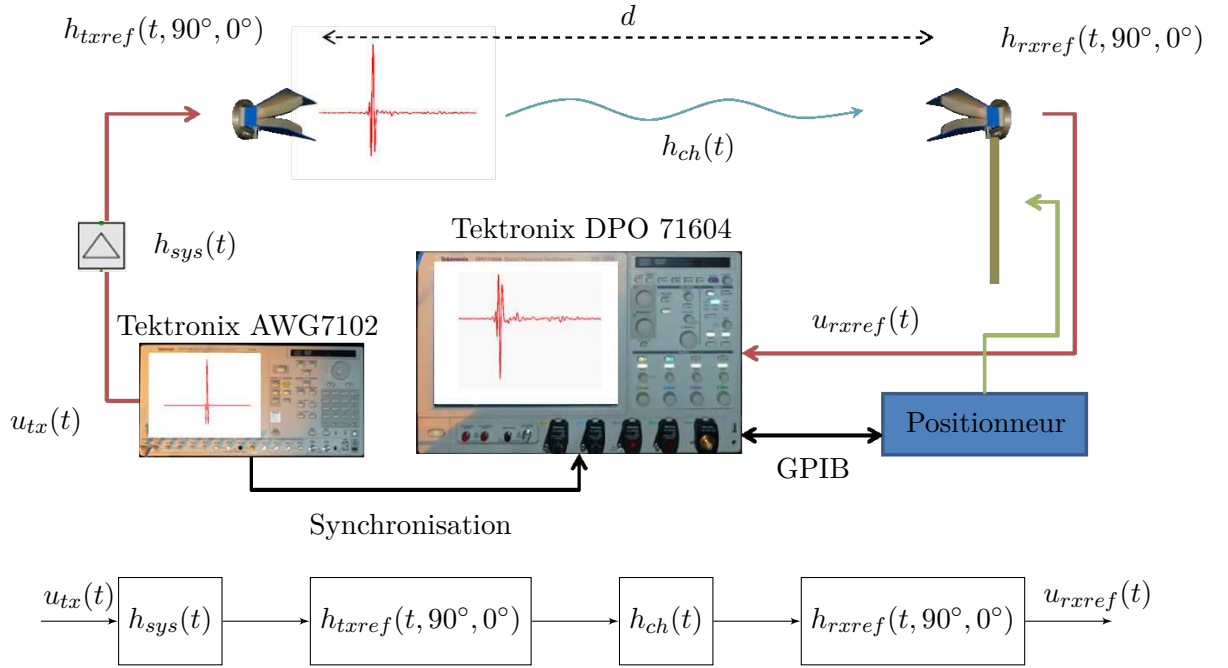 d
h_{txref}(t, 90°, 0°)
h_{rxref}(t, 90°, 0°)
h_{ch}(t)
h_{sys}(t)
Tektronix DPO 71604
Tektronix
Tektronix AWG7102
u_{rxref}(t)
u_{tx}(t)
Positionneur
GPIB
Synchronisation
u_{tx}(t)
h_{sys}(t)
h_{txref}(t, 90°, 0°)
h_{ch}(t)
h_{rxref}(t, 90°, 0°)
u_{rxref}(t)